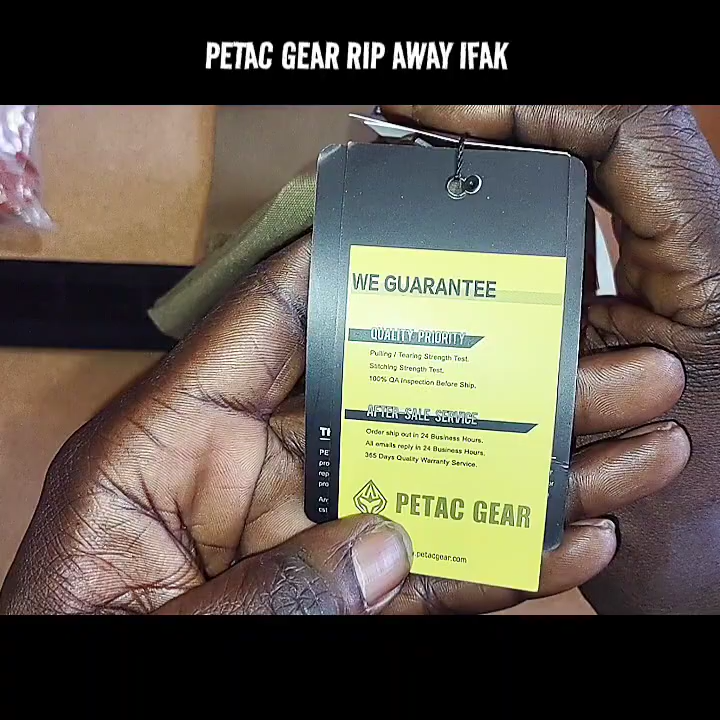 PETAC GEAR RIP AWAY IFAK
WE GUARANTEE
QUALITY PRIORITY
Pulling / Tearing Strength Test.
Stitching Strength Test.
100% QA Inspection Before Ship.
AFTER-SALE SERVICE
Order ship out in 24 Business Hours.
All emails reply in 24 Business Hours.
365 Days Quality Warranty Service.
PETAC GEAR
.petacgear.com